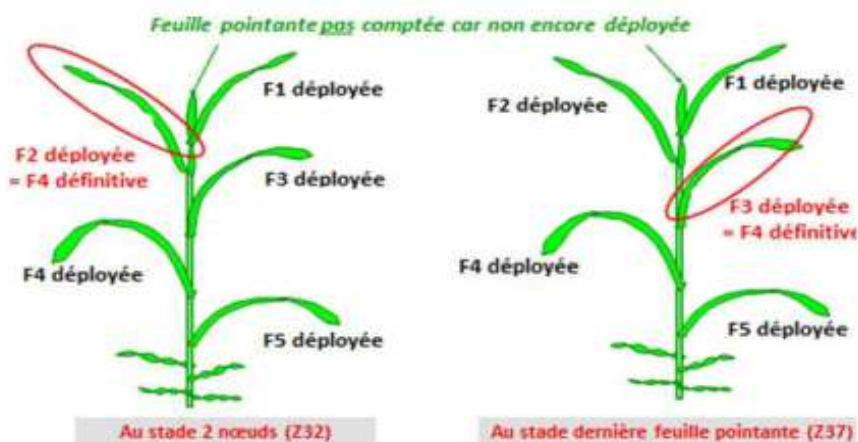 Feuille pointante pas comptée car non encore déployée
F1 déployée
F2 déployée
= F4 définitive
F3 déployée
F4 déployée
F5 déployée
Au stade 2 nœuds (Z32)
F1 déployée
F2 déployée
F3 déployée
= F4 définitive
F4 déployée
F5 déployée
Au stade dernière feuille pointante (Z37)